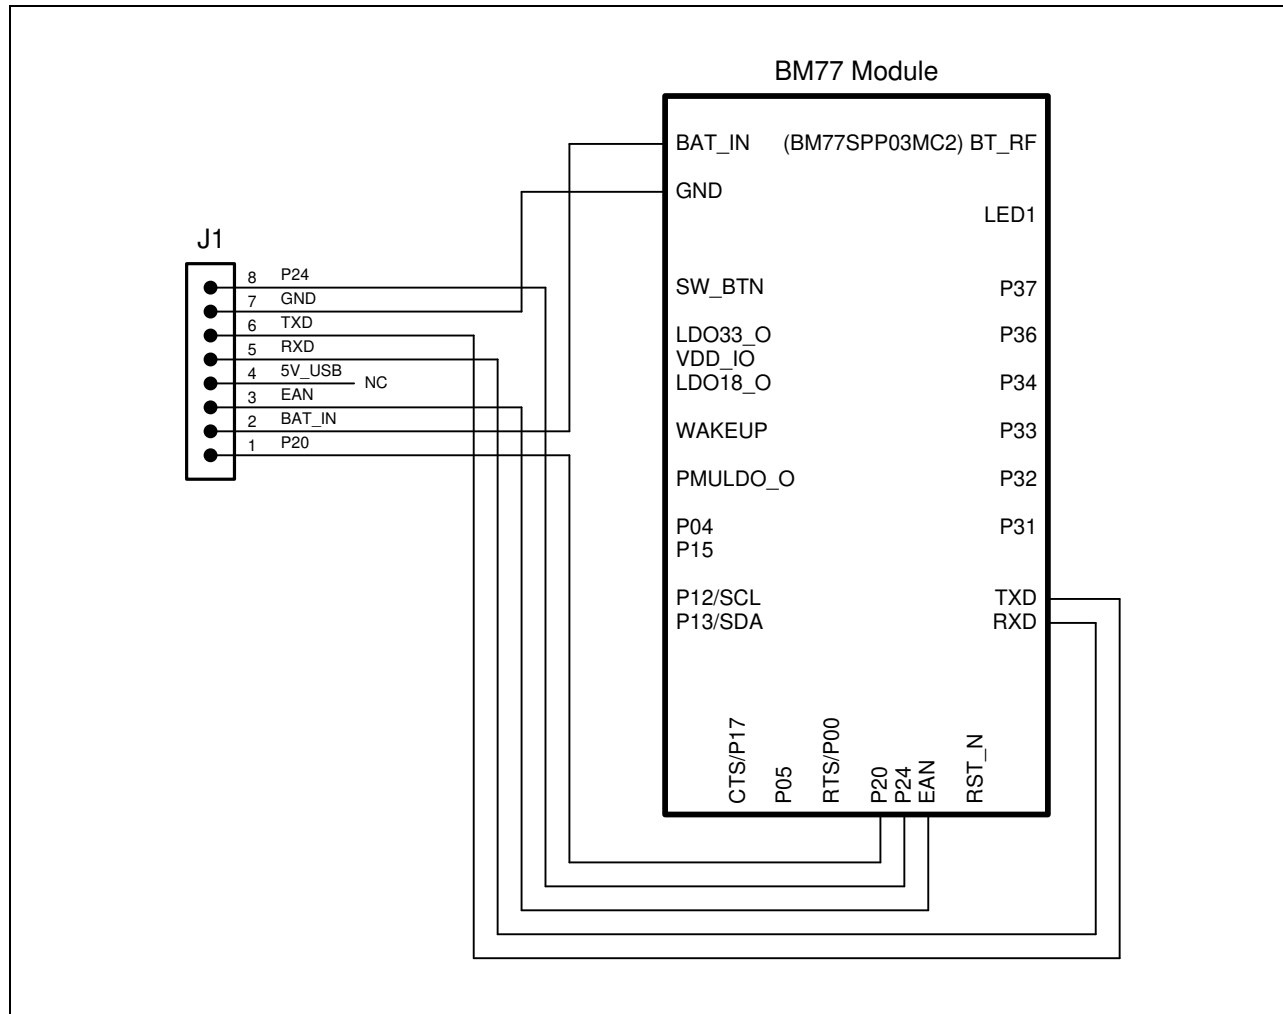 BM77 Module
BAT_IN (BM77SPP03MC2) BT_RF
GND
LED1
J1
8 P24
7 GND
6 TXD
5 RXD
4 5V_USB NC
3 EAN
2 BAT_IN
1 P20
SW_BTN P37
LDO33_O P36
VDD_IO
LDO18_O P34
WAKEUP P33
PMULDO_O P32
P04 P31
P15
P12/SCL TXD
P13/SDA RXD
CTS/P17
P05
RTS/P00
P20
P24
EAN
RST_N